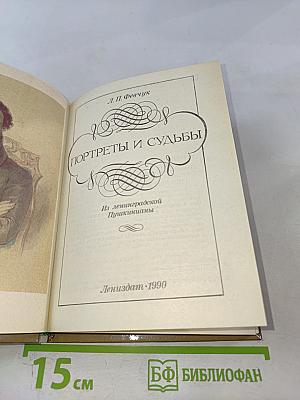 Л. П. Февчук
ПОРТРЕТЫ И СУДЬБЫ
Из ленинградской
Пушкинианы
Лениздат · 1990
15 см
БФ БИБЛИОФАН